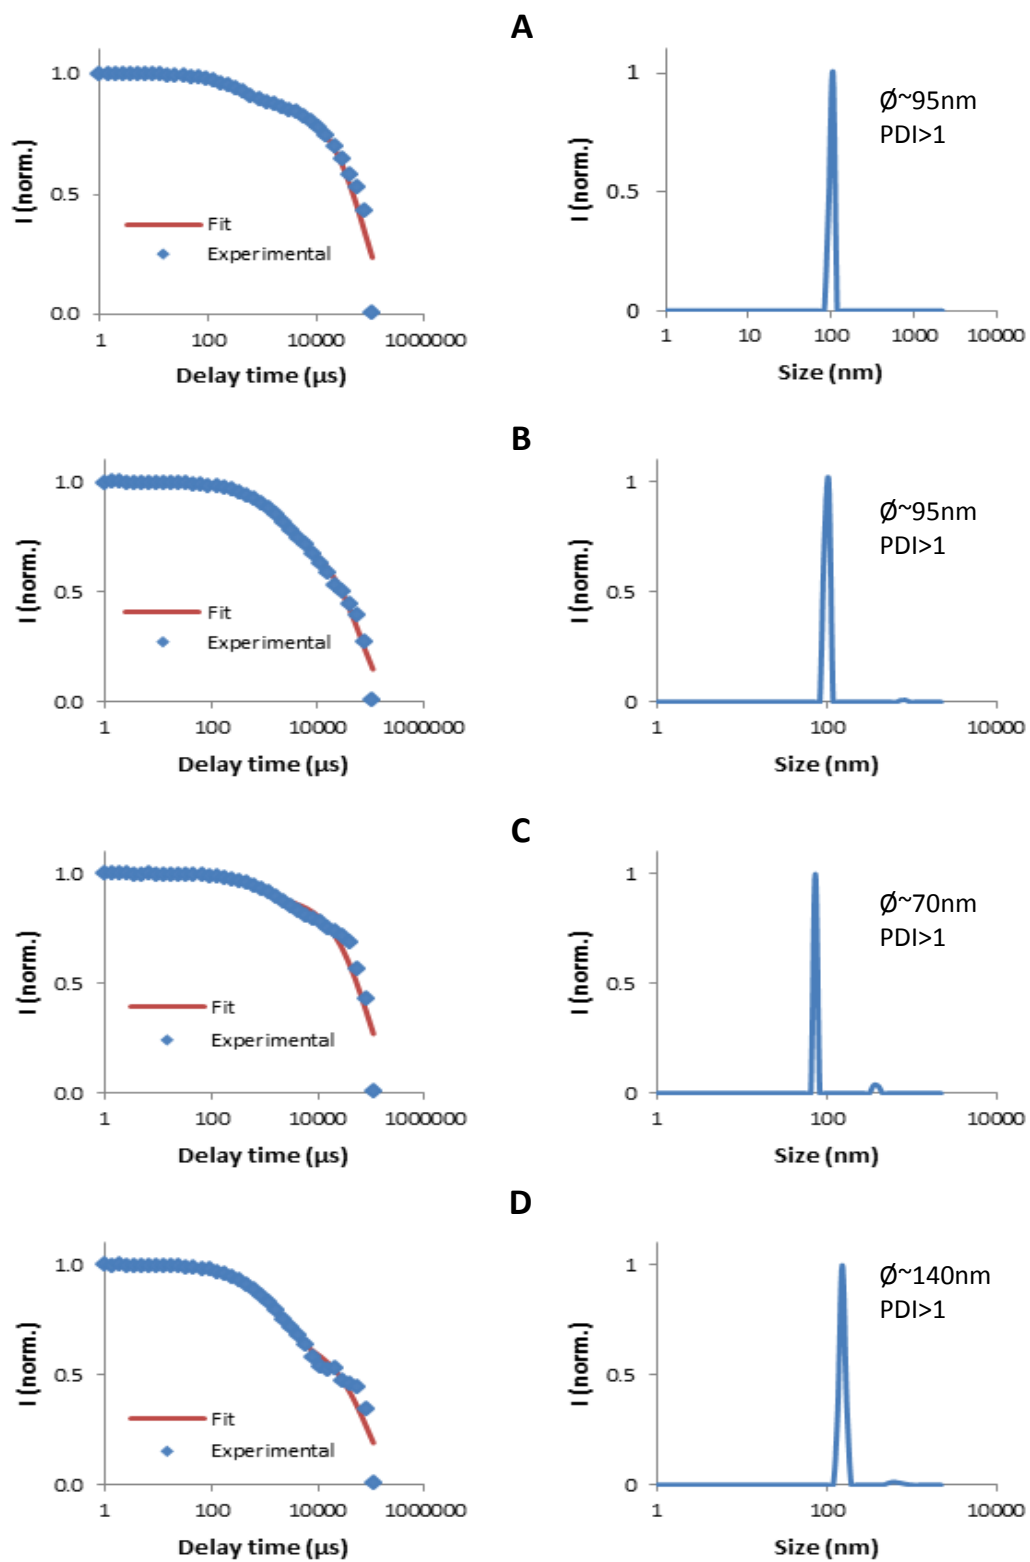 A
I (norm.)
1.0
0.5
0.0
Fit
Experimental
1 100 10000 1000000
Delay time (µs)
I (norm.)
1
0.5
0
Ø~95nm
PDI>1
1 10 100 1000 10000
Size (nm)
B
I (norm.)
1.0
0.5
0.0
Fit
Experimental
1 100 10000 1000000
Delay time (µs)
I (norm.)
1
0.5
0
Ø~95nm
PDI>1
1 100 10000
Size (nm)
C
I (norm.)
1.0
0.5
0.0
Fit
Experimental
1 100 10000 1000000
Delay time (µs)
I (norm.)
1
0.5
0
Ø~70nm
PDI>1
1 100 10000
Size (nm)
D
I (norm.)
1.0
0.5
0.0
Fit
Experimental
1 100 10000 1000000
Delay time (µs)
I (norm.)
1
0.5
0
Ø~140nm
PDI>1
1 100 10000
Size (nm)